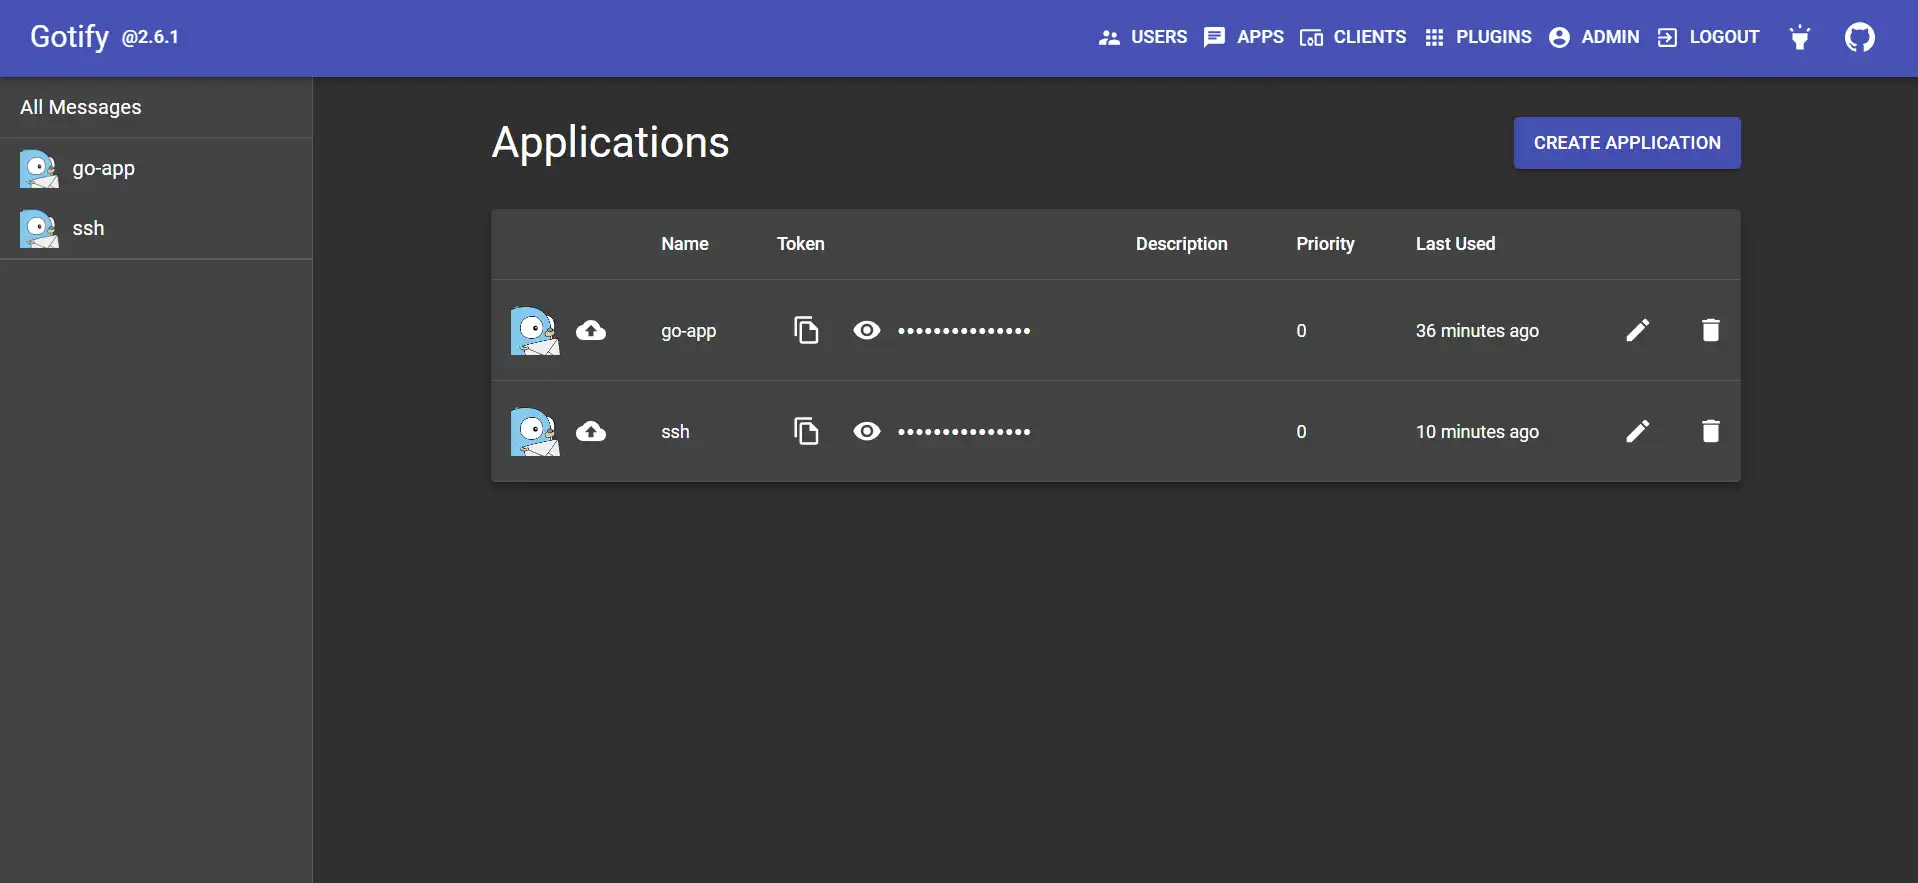 Gotify @2.6.1
USERS APPS CLIENTS PLUGINS ADMIN LOGOUT
All Messages
go-app
ssh
Applications
CREATE APPLICATION
Name Token Description Priority Last Used
go-app ••••••••••••••• 0 36 minutes ago
ssh ••••••••••••••• 0 10 minutes ago